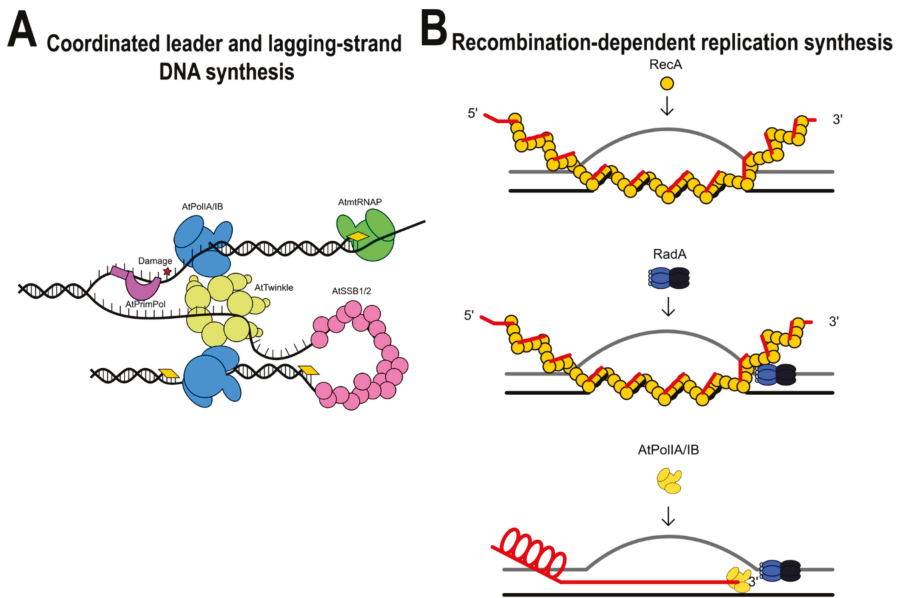 A
Coordinated leader and lagging-strand
DNA synthesis
AtPolIA/IB
AtmtRNAP
Damage
AtPrimPol
AtTwinkle
AtSSB1/2
B
Recombination-dependent replication synthesis
RecA
5'
3'
RadA
5'
3'
AtPolIA/IB
3'